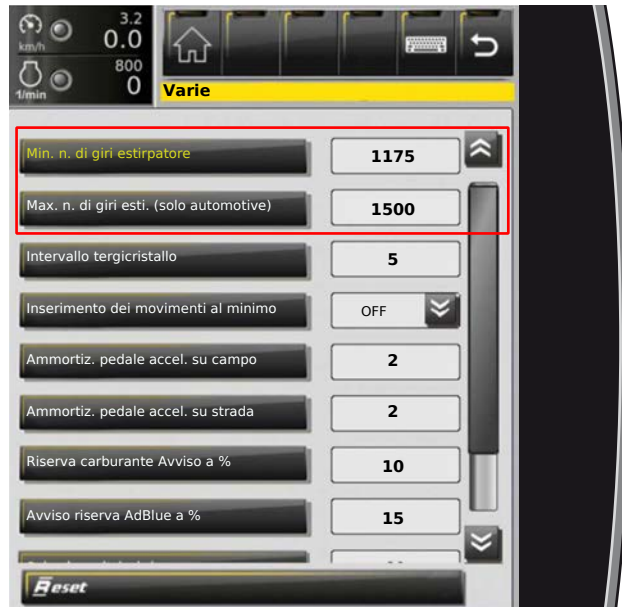 3.2
km/h 0.0
800
1/min 0
Varie
Min. n. di giri estirpatore 1175
Max. n. di giri esti. (solo automotive) 1500
Intervallo tergicristallo 5
Inserimento dei movimenti al minimo OFF
Ammortiz. pedale accel. su campo 2
Ammortiz. pedale accel. su strada 2
Riserva carburante Avviso a % 10
Avviso riserva AdBlue a % 15
Reset